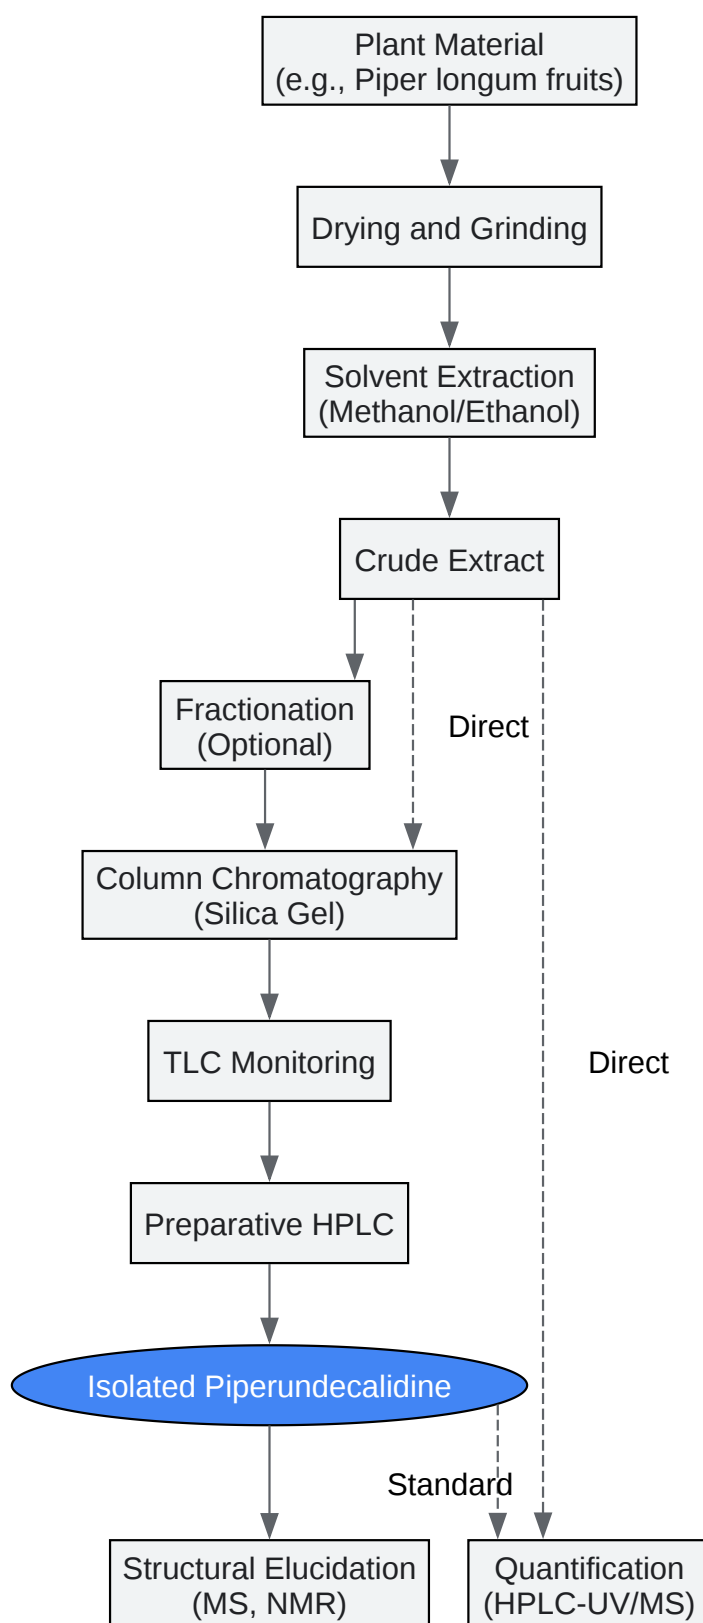 Plant Material
(e.g., Piper longum fruits)
Drying and Grinding
Solvent Extraction
(Methanol/Ethanol)
Crude Extract
Fractionation
(Optional)
Direct
Column Chromatography
(Silica Gel)
TLC Monitoring
Direct
Preparative HPLC
Isolated Piperundecalidine
Standard
Structural Elucidation
(MS, NMR)
Quantification
(HPLC-UV/MS)